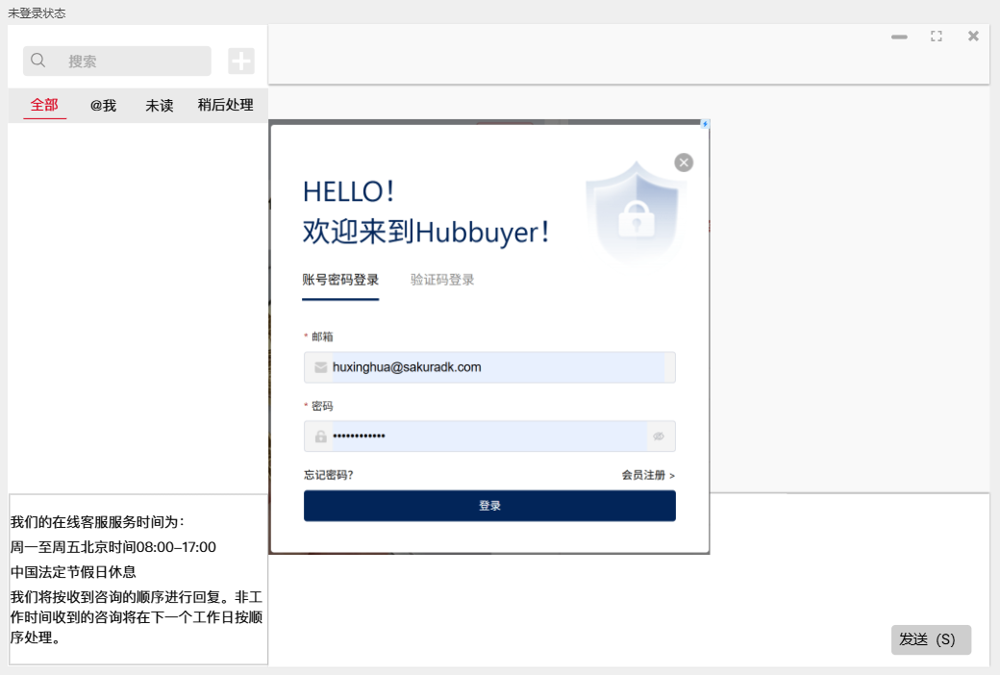 未登录状态
搜索
全部 @我 未读 稍后处理
HELLO！
欢迎来到Hubbuyer！
账号密码登录 验证码登录
* 邮箱
huxinghua@sakuradk.com
* 密码
••••••••••••
忘记密码? 会员注册 >
登录
我们的在线客服服务时间为：
周一至周五北京时间08:00-17:00
中国法定节假日休息
我们将按收到咨询的顺序进行回复。非工
作时间收到的咨询将在下一个工作日按顺
序处理。
发送（S）